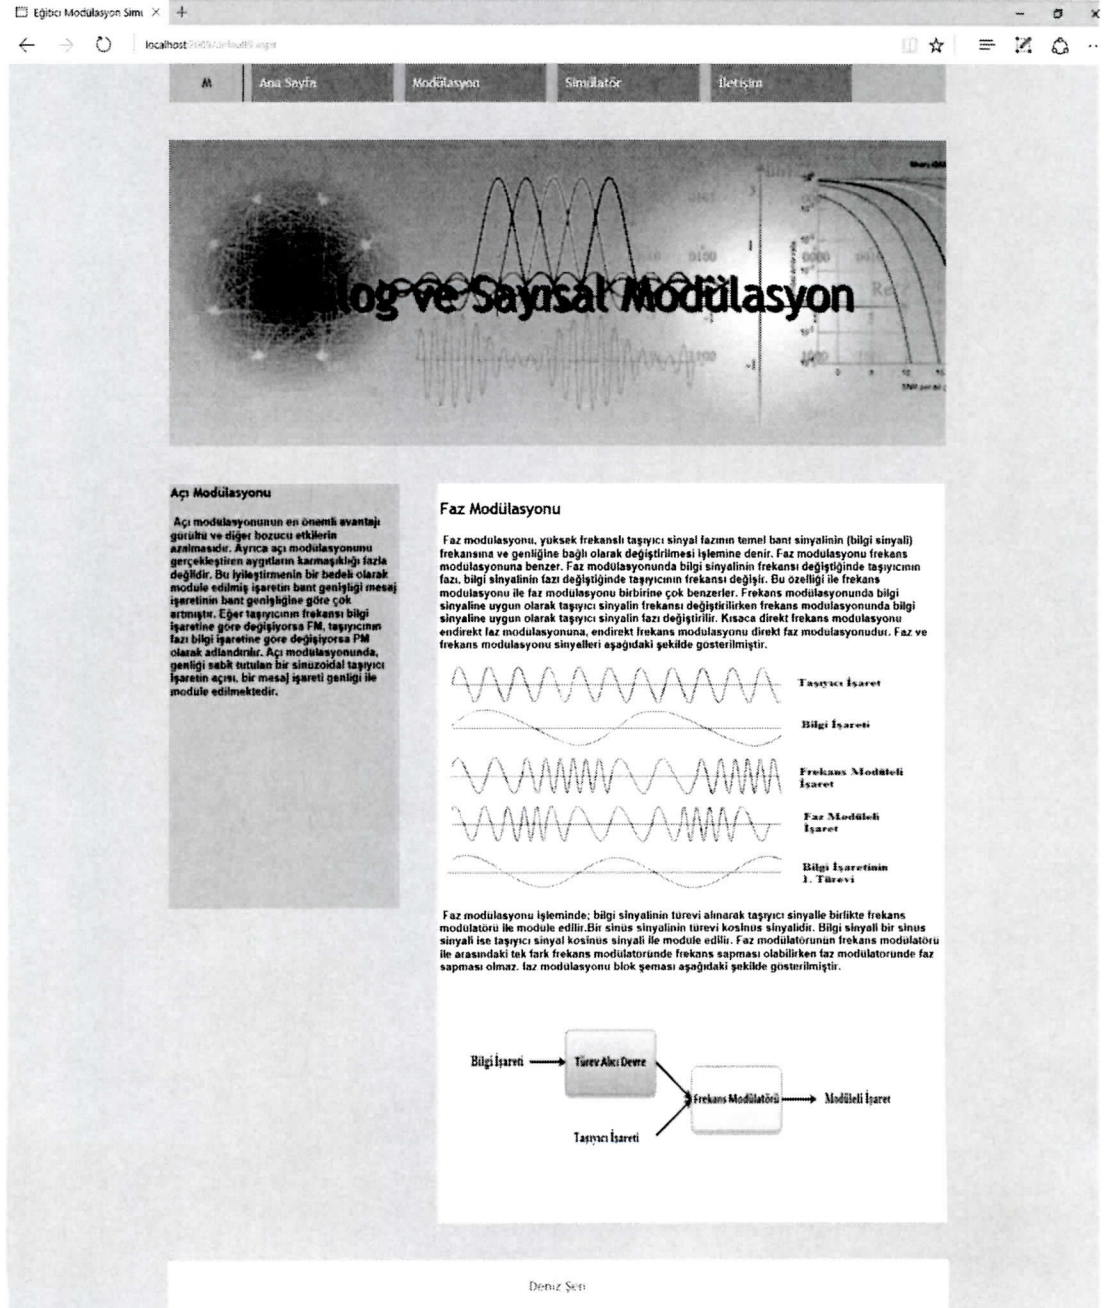 Eğitici Modülasyon Simu
localhost
M Ana Sayfa Modülasyon Simülatör İletişim
log ve Sayısal Modülasyon
Açı Modülasyonu
Açı modulasyonunun en önemli avantajı
gürültü ve diğer bozucu etkilerin
azalmasıdır. Ayrıca açı modulasyonunu
gerçekleştiren aygıtların karmaşıklığı fazla
değildir. Bu iyileştirmenin bir bedeli olarak
module edilmiş işaretin bant genişliği mesaj
işaretinin bant genişliğine göre çok
artmıştır. Eğer taşıyıcının frekansı bilgi
işaretine göre değişiyorsa FM, taşıyıcının
fazı bilgi işaretine göre değişiyorsa PM
olarak adlandırılır. Açı modülasyonunda,
genliği sabit tutulan bir sinüzoidal taşıyıcı
işaretin açısı, bir mesaj işareti genliği ile
module edilmektedir.
Faz Modülasyonu
Faz modulasyonu, yüksek frekanslı taşıyıcı sinyal fazının temel bant sinyalinin (bilgi sinyali)
frekansına ve genliğine bağlı olarak değiştirilmesi işlemine denir. Faz modulasyonu frekans
modulasyonuna benzer. Faz modülasyonunda bilgi sinyalinin frekansı değiştiğinde taşıyıcının
fazı, bilgi sinyalinin fazı değiştiğinde taşıyıcının frekansı değişir. Bu özelliği ile frekans
modulasyonu ile faz modülasyonu birbirine çok benzerler. Frekans modülasyonunda bilgi
sinyaline uygun olarak taşıyıcı sinyalin frekansı değiştirilirken frekans modulasyonunda bilgi
sinyaline uygun olarak taşıyıcı sinyalin fazı değiştirilir. Kısaca direkt frekans modulasyonu
endirekt faz modülasyonuna, endirekt frekans modulasyonu direkt faz modulasyonudur. Faz ve
frekans modulasyonu sinyalleri aşağıdaki şekilde gösterilmiştir.
Taşıyıcı İşaret
Bilgi İşareti
Frekans Modüleli
İşaret
Faz Modüleli
İşaret
Bilgi İşaretinin
1. Türevi
Faz modülasyonu işleminde; bilgi sinyalinin türevi alınarak taşıyıcı sinyalle birlikte frekans
modülatörü ile module edilir.Bir sinüs sinyalinin türevi kosinus sinyalidir. Bilgi sinyali bir sinus
sinyali ise taşıyıcı sinyal kosinüs sinyali ile module edilir. Faz modülatörünün frekans modülatörü
ile arasındaki tek fark frekans modülatöründe frekans sapması olabilirken faz modülatöründe faz
sapması olmaz. faz modülasyonu blok şeması aşağıdaki şekilde gösterilmiştir.
Bilgi İşareti
Türev Alıcı Devre
Frekans Modülatörü
Modüleli İşaret
Taşıyıcı İşareti
Deniz Şen